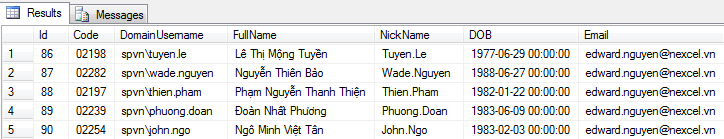 Results Messages
Id Code DomainUsername FullName NickName DOB Email
1 86 02198 spvn\tuyen.le Lê Thị Mộng Tuyền Tuyen.Le 1977-06-29 00:00:00 edward.nguyen@nexcel.vn
2 87 02282 spvn\wade.nguyen Nguyễn Thiên Bảo Wade.Nguyen 1988-06-27 00:00:00 edward.nguyen@nexcel.vn
3 88 02197 spvn\thien.pham Phạm Nguyễn Thanh Thiện Thien.Pham 1982-01-22 00:00:00 edward.nguyen@nexcel.vn
4 89 02239 spvn\phuong.doan Đoàn Nhất Phương Phuong.Doan 1983-06-09 00:00:00 edward.nguyen@nexcel.vn
5 90 02254 spvn\john.ngo Ngô Minh Việt Tân John.Ngo 1983-02-03 00:00:00 edward.nguyen@nexcel.vn